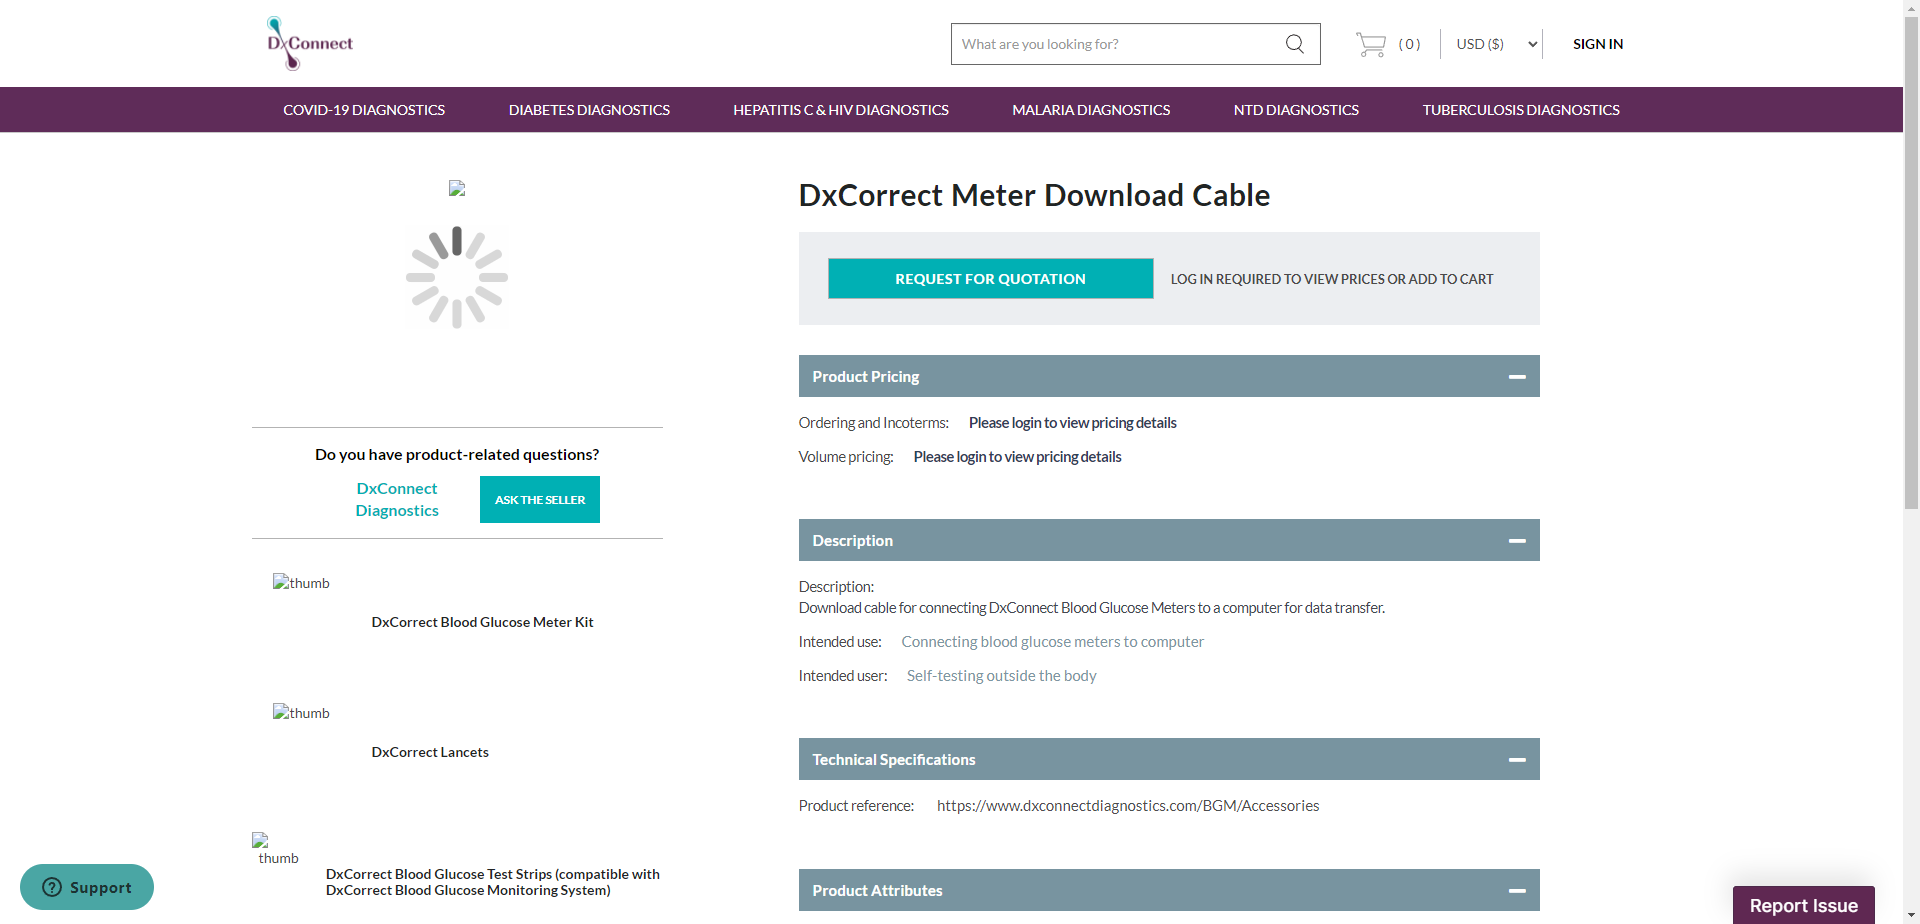 DxConnect
What are you looking for?
( 0 )
USD ($)
SIGN IN
COVID-19 DIAGNOSTICS
DIABETES DIAGNOSTICS
HEPATITIS C & HIV DIAGNOSTICS
MALARIA DIAGNOSTICS
NTD DIAGNOSTICS
TUBERCULOSIS DIAGNOSTICS
DxCorrect Meter Download Cable
REQUEST FOR QUOTATION
LOG IN REQUIRED TO VIEW PRICES OR ADD TO CART
Product Pricing
Ordering and Incoterms: Please login to view pricing details
Volume pricing: Please login to view pricing details
Do you have product-related questions?
DxConnect
Diagnostics
ASK THE SELLER
Description
Description:
Download cable for connecting DxConnect Blood Glucose Meters to a computer for data transfer.
Intended use: Connecting blood glucose meters to computer
Intended user: Self-testing outside the body
thumb
DxCorrect Blood Glucose Meter Kit
thumb
DxCorrect Lancets
thumb
DxCorrect Blood Glucose Test Strips (compatible with
DxCorrect Blood Glucose Monitoring System)
Technical Specifications
Product reference: https://www.dxconnectdiagnostics.com/BGM/Accessories
Product Attributes
Support
Report Issue